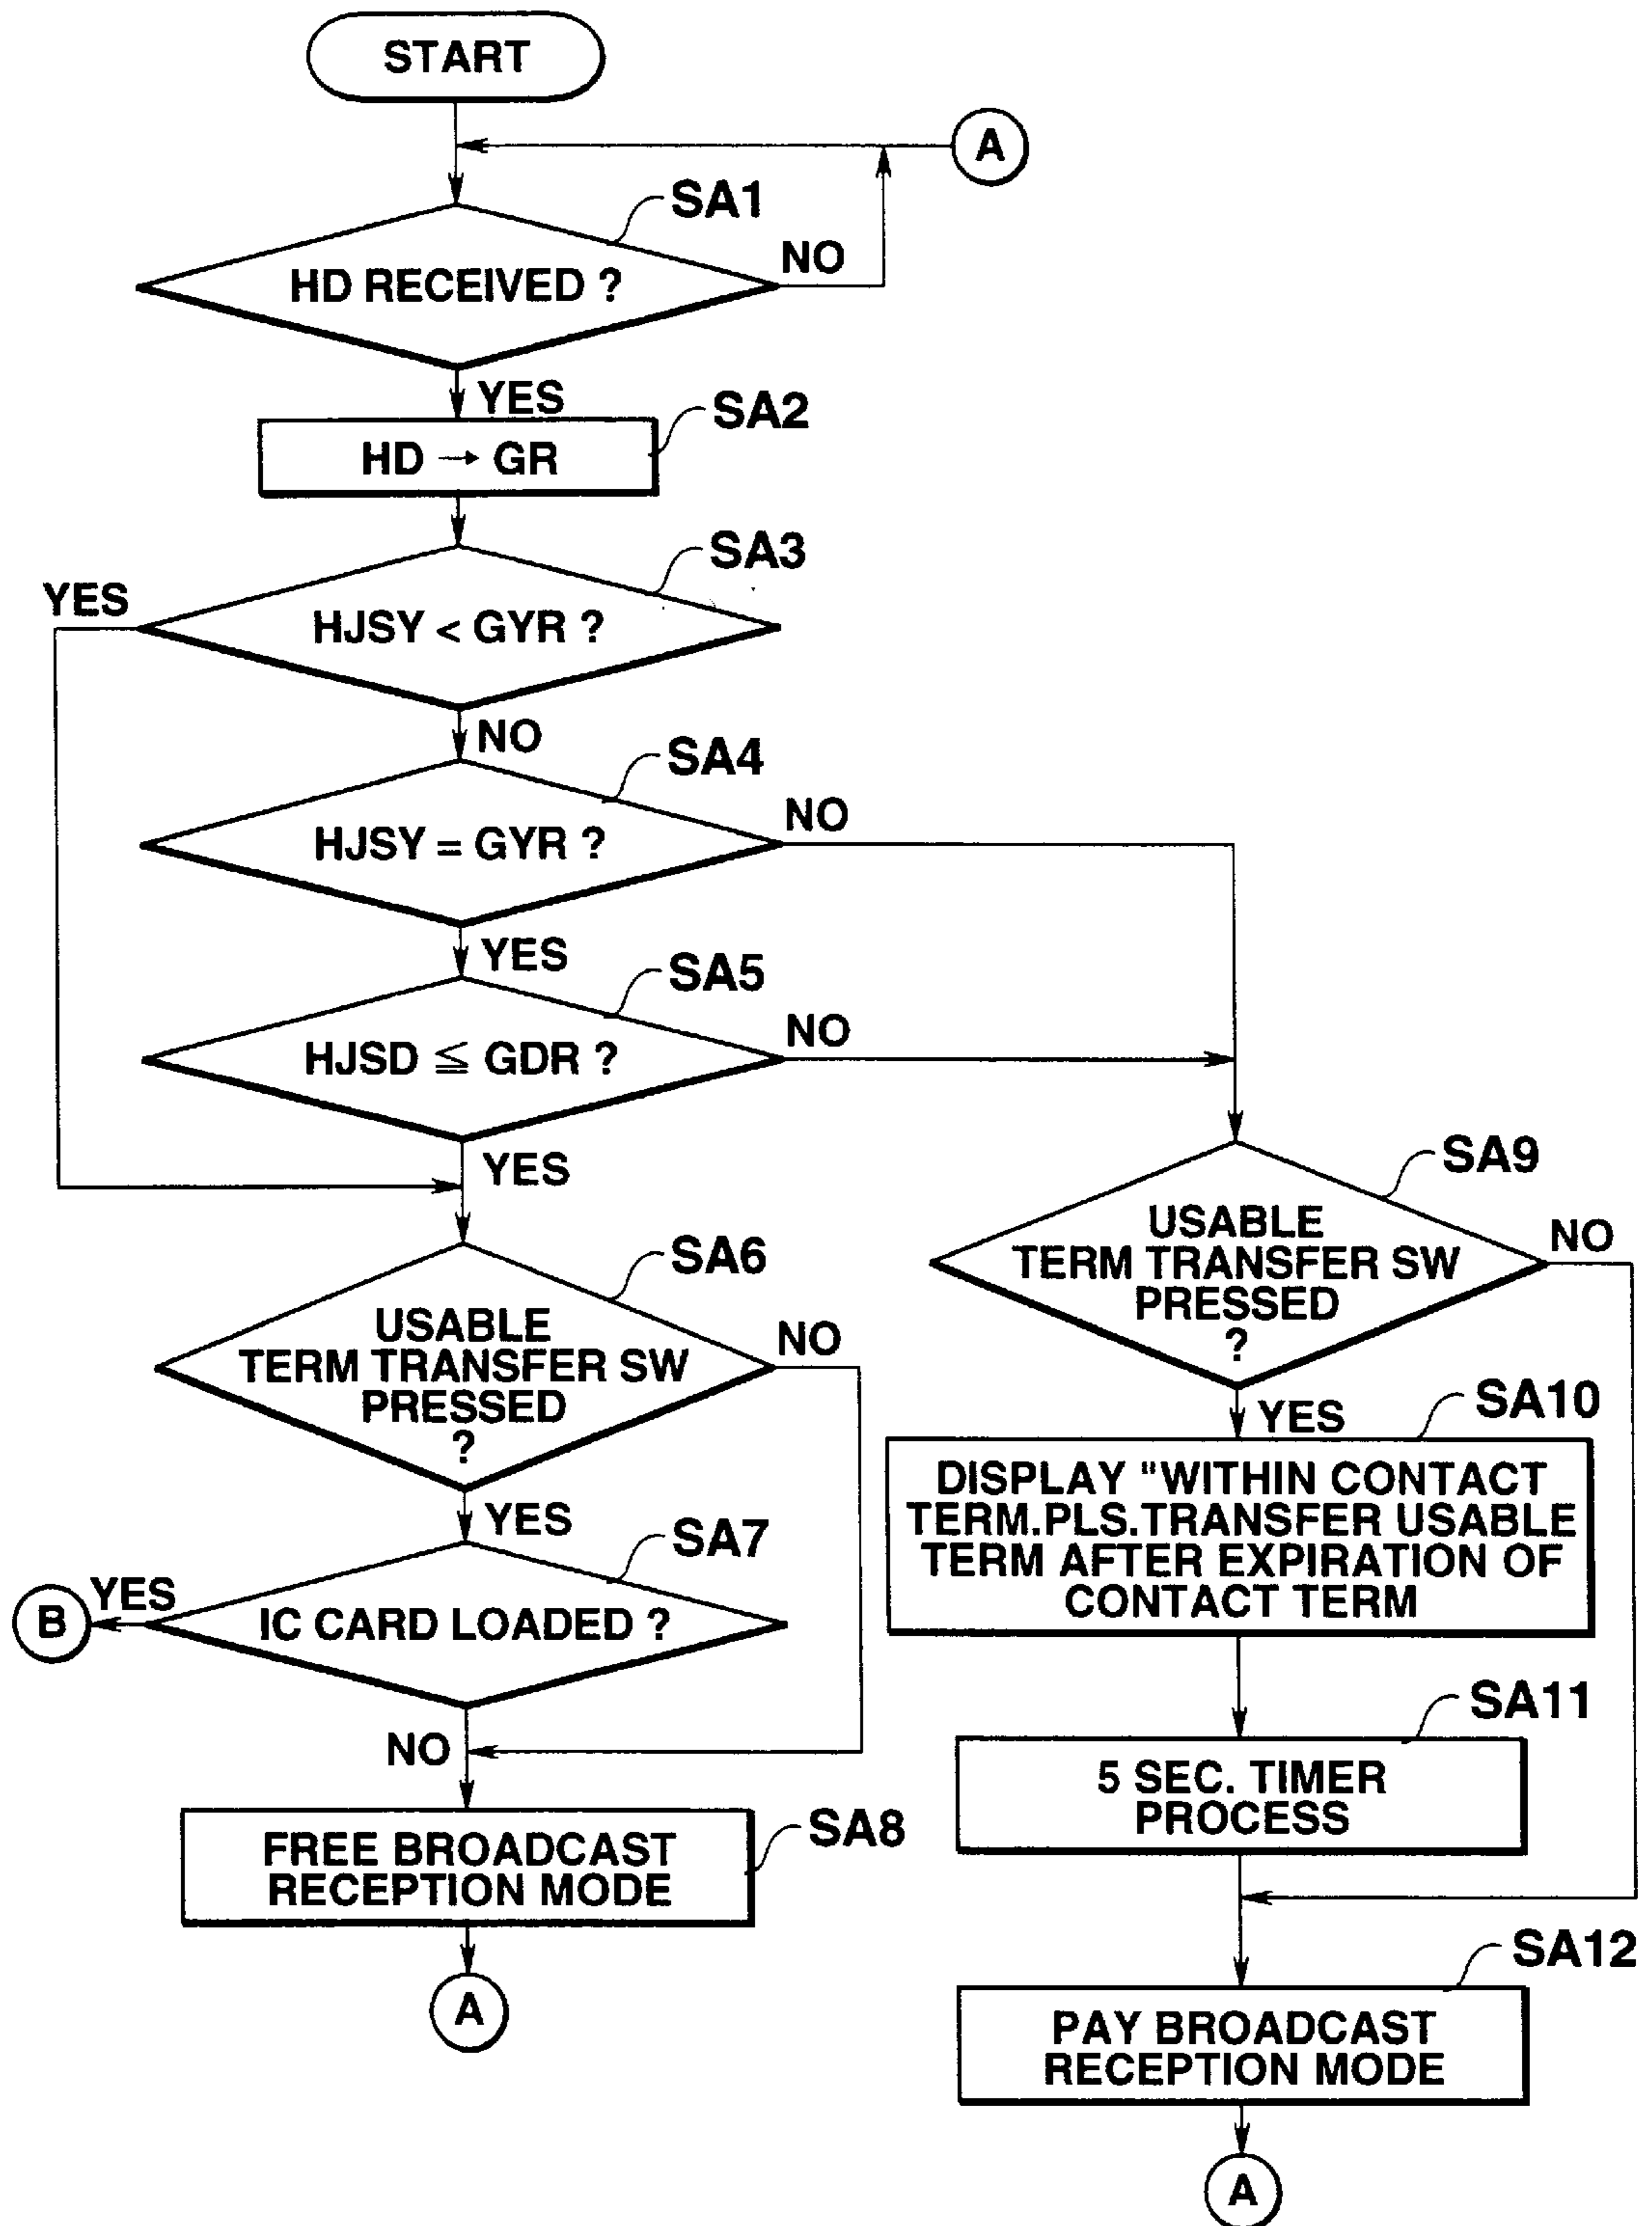 START
A
SA1
HD RECEIVED ?
NO
YES
SA2
HD → GR
SA3
YES
HJSY < GYR ?
NO
SA4
HJSY = GYR ?
NO
YES
SA5
HJSD ≦ GDR ?
NO
YES
SA6
USABLE
TERM TRANSFER SW
PRESSED
?
NO
YES
SA7
IC CARD LOADED ?
YES
B
NO
SA8
FREE BROADCAST
RECEPTION MODE
A
SA9
USABLE
TERM TRANSFER SW
PRESSED
?
NO
YES
SA10
DISPLAY "WITHIN CONTACT
TERM.PLS.TRANSFER USABLE
TERM AFTER EXPIRATION OF
CONTACT TERM
SA11
5 SEC. TIMER
PROCESS
SA12
PAY BROADCAST
RECEPTION MODE
A